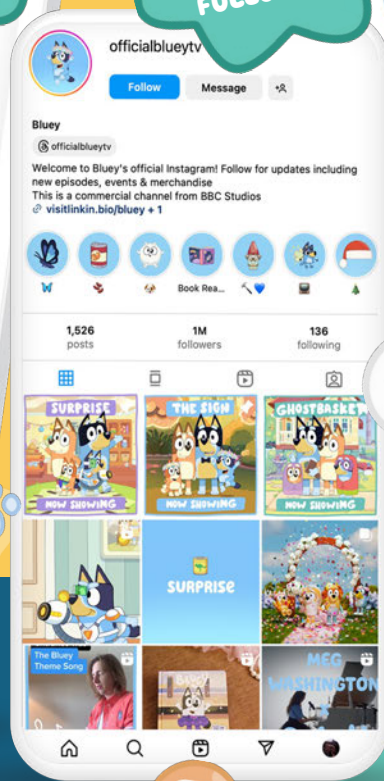 officialblueytv
Follow
Message
Bluey
officialblueytv
Welcome to Bluey's official Instagram! Follow for updates including
new episodes, events & merchandise
This is a commercial channel from BBC Studios
visitlinkin.bio/bluey + 1
Book Rea...
1,526 1M 136
posts followers following
SURPRISE THE SIGN GHOSTBASKET
NOW SHOWING NOW SHOWING NOW SHOWING
SURPRISE
The Bluey
Theme Song
BLUEY
MEG
WASHINGTON